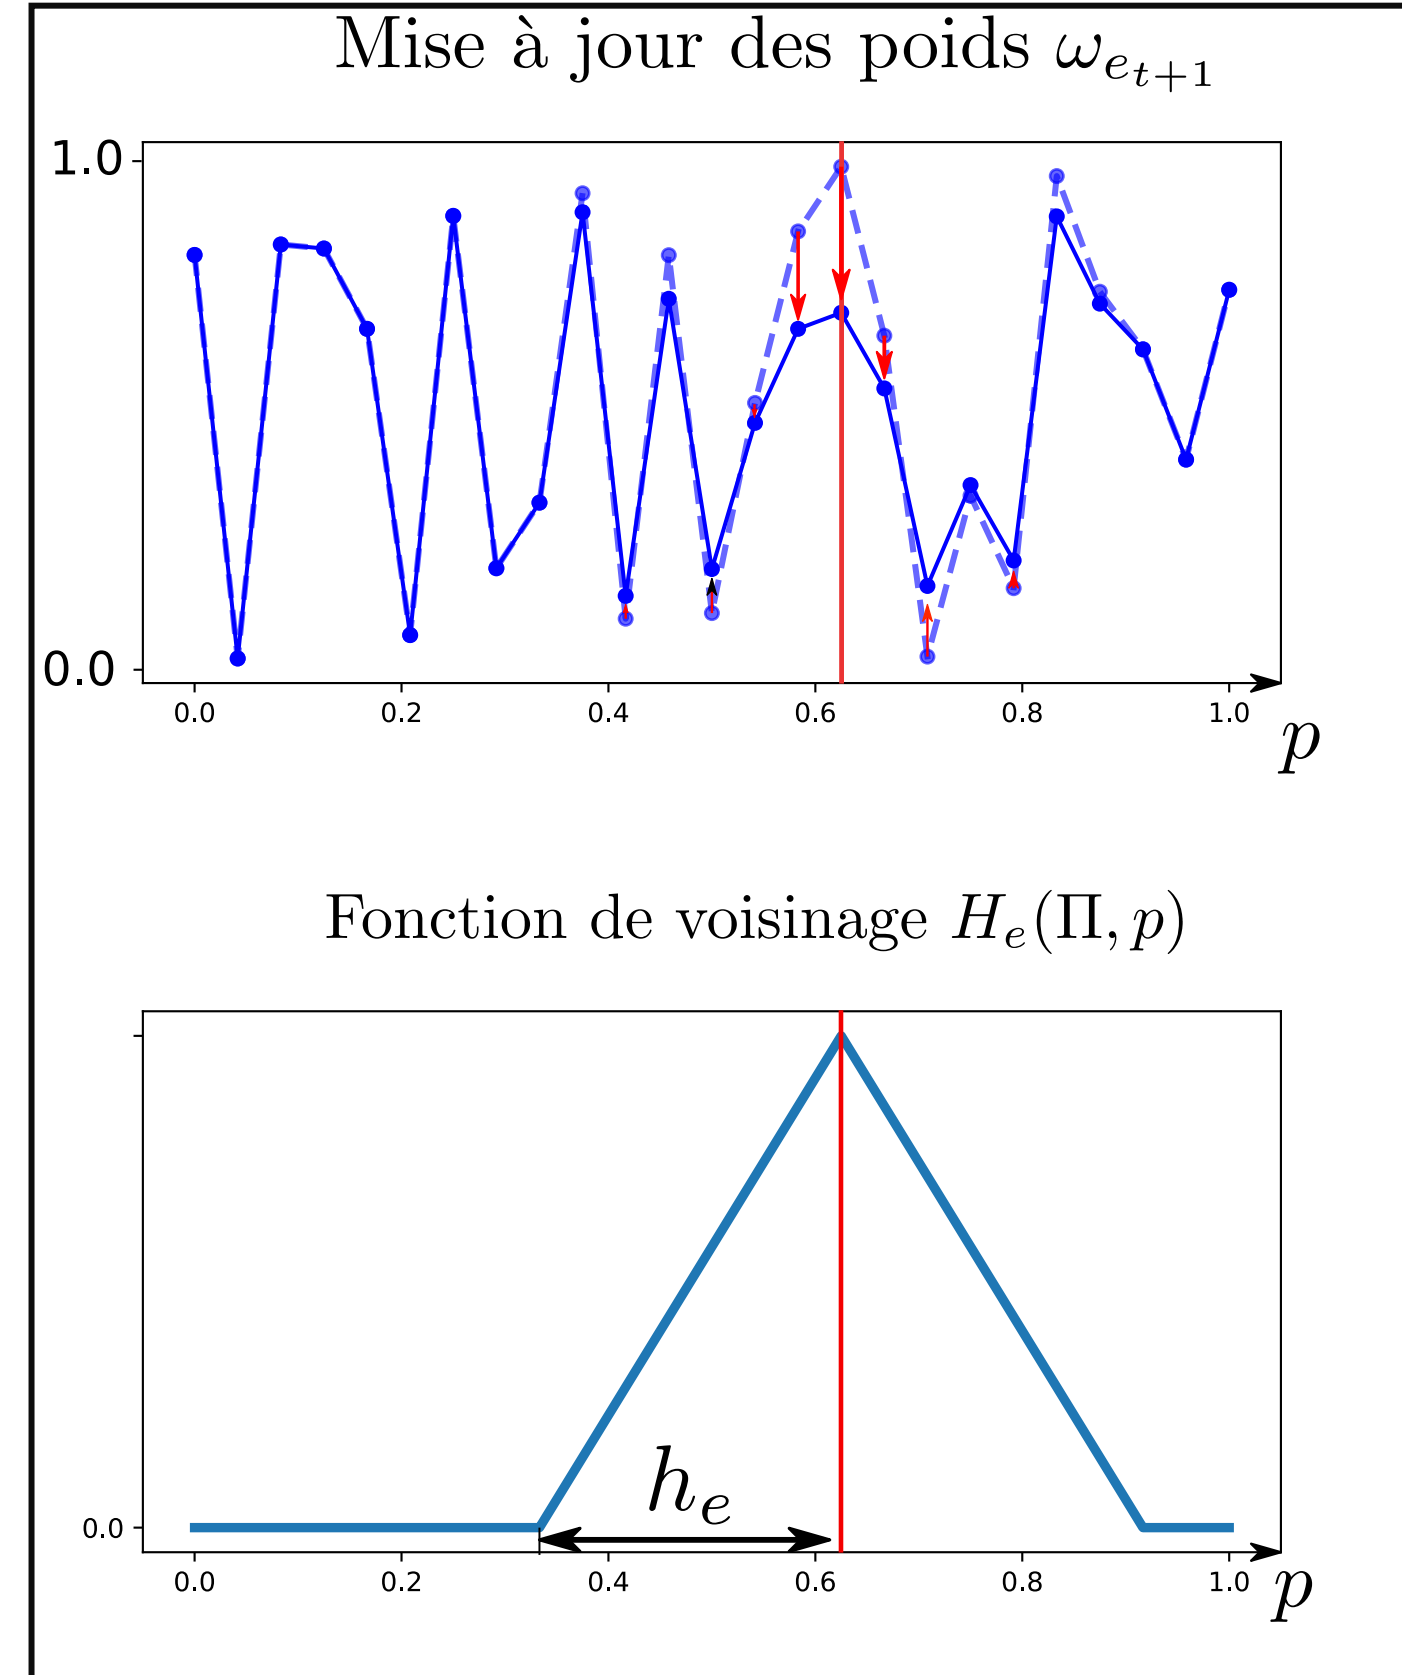 Mise à jour des poids ω_{e_{t+1}}
1.0
0.0
0.0 0.2 0.4 0.6 0.8 1.0
p
Fonction de voisinage H_e(Π, p)
h_e
0.0
0.0 0.2 0.4 0.6 0.8 1.0
p